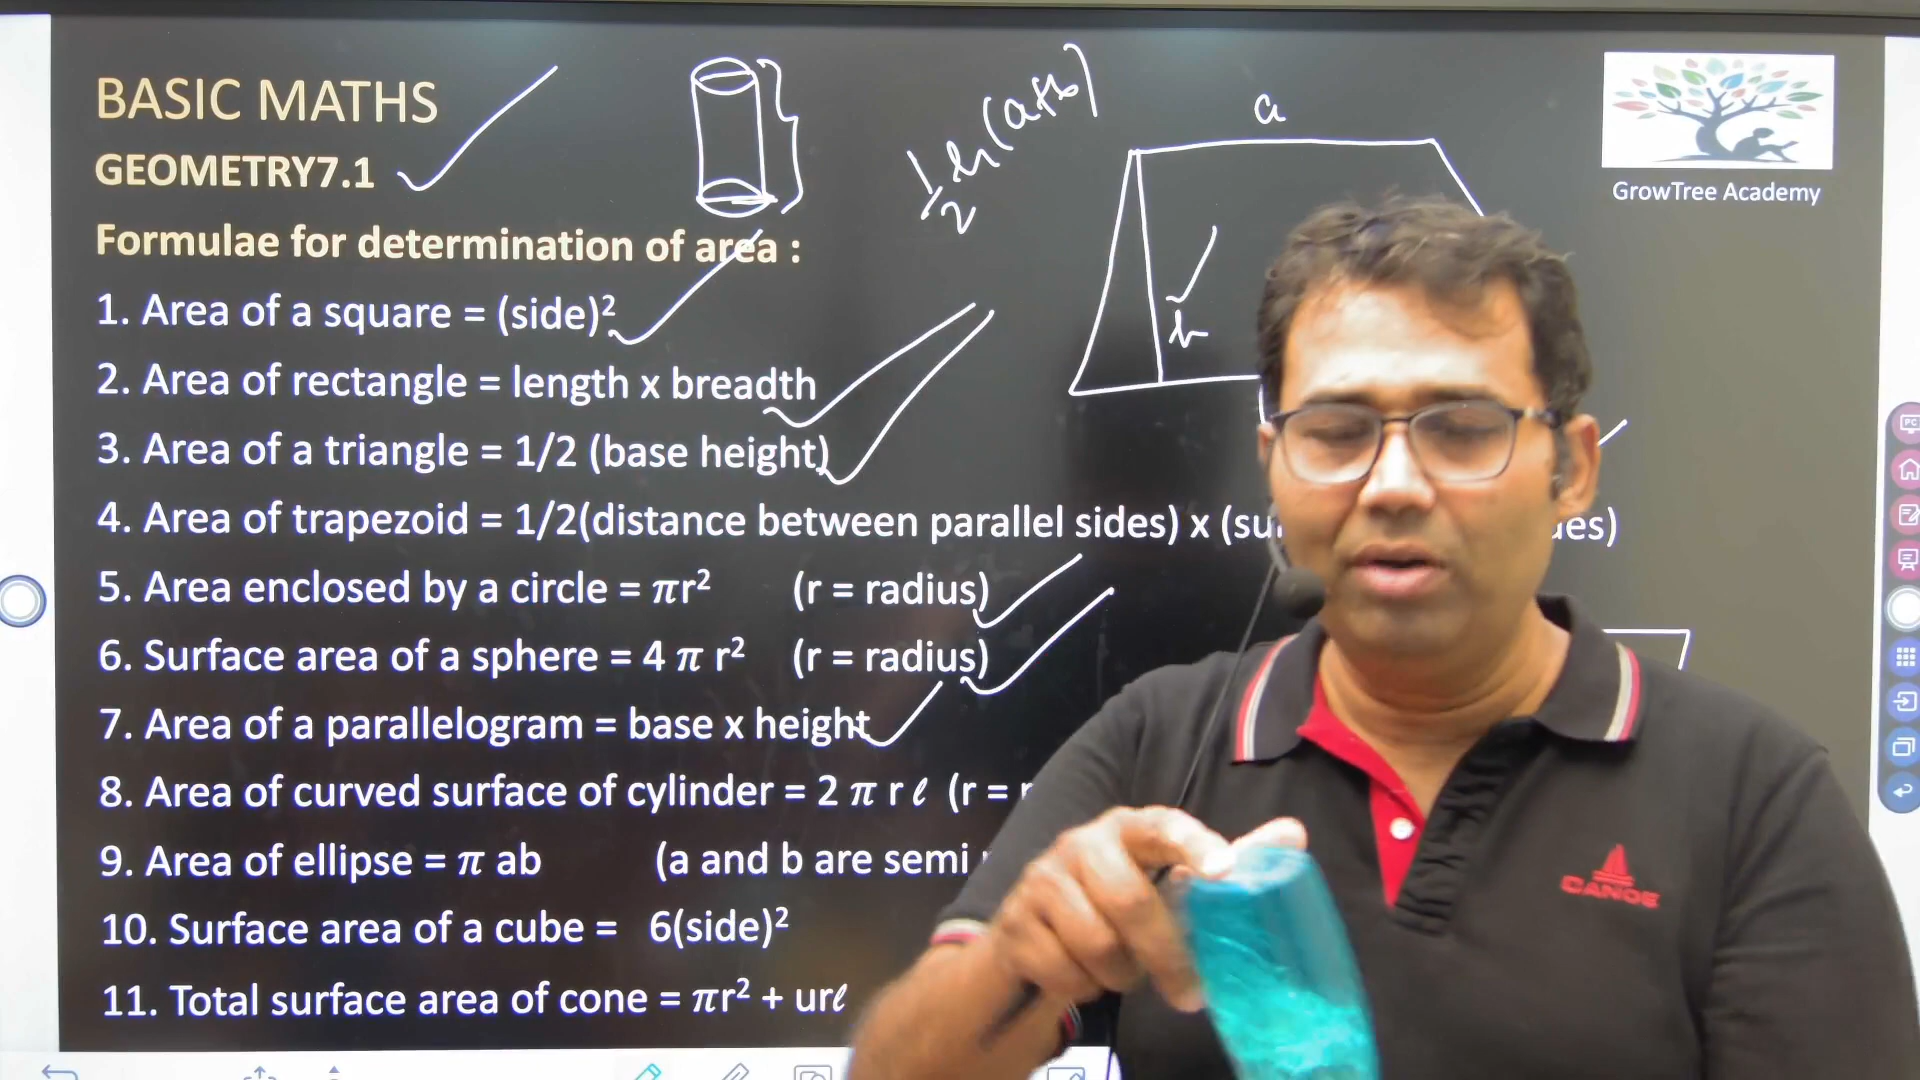 BASIC MATHS
GEOMETRY7.1
Formulae for determination of area :
1. Area of a square = (side)²
2. Area of rectangle = length x breadth
3. Area of a triangle = 1/2 (base height)
4. Area of trapezoid = 1/2(distance between parallel sides) x (su des)
5. Area enclosed by a circle = πr² (r = radius)
6. Surface area of a sphere = 4 π r² (r = radius)
7. Area of a parallelogram = base x height
8. Area of curved surface of cylinder = 2 π r ℓ (r =
9. Area of ellipse = π ab (a and b are semi
10. Surface area of a cube = 6(side)²
11. Total surface area of cone = πr² + urℓ
1/2 h (a+b)
a
h
GrowTree Academy
CANOE
PC